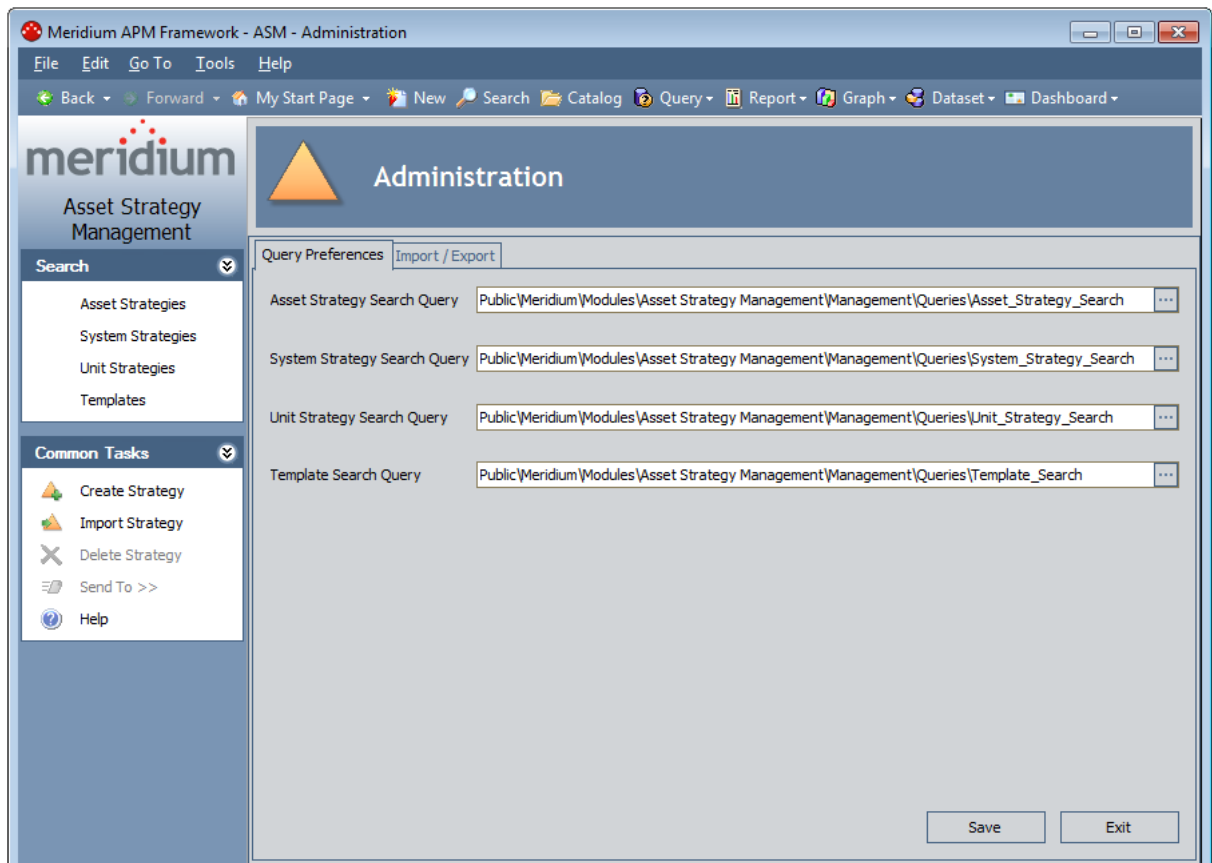 Meridium APM Framework - ASM - Administration
File Edit Go To Tools Help
Back Forward My Start Page New Search Catalog Query Report Graph Dataset Dashboard
meridium
Asset Strategy
Management
Administration
Search
Asset Strategies
System Strategies
Unit Strategies
Templates
Common Tasks
Create Strategy
Import Strategy
Delete Strategy
Send To >>
Help
Query Preferences Import / Export
Asset Strategy Search Query Public\Meridium\Modules\Asset Strategy Management\Management\Queries\Asset_Strategy_Search ...
System Strategy Search Query Public\Meridium\Modules\Asset Strategy Management\Management\Queries\System_Strategy_Search ...
Unit Strategy Search Query Public\Meridium\Modules\Asset Strategy Management\Management\Queries\Unit_Strategy_Search ...
Template Search Query Public\Meridium\Modules\Asset Strategy Management\Management\Queries\Template_Search ...
Save Exit